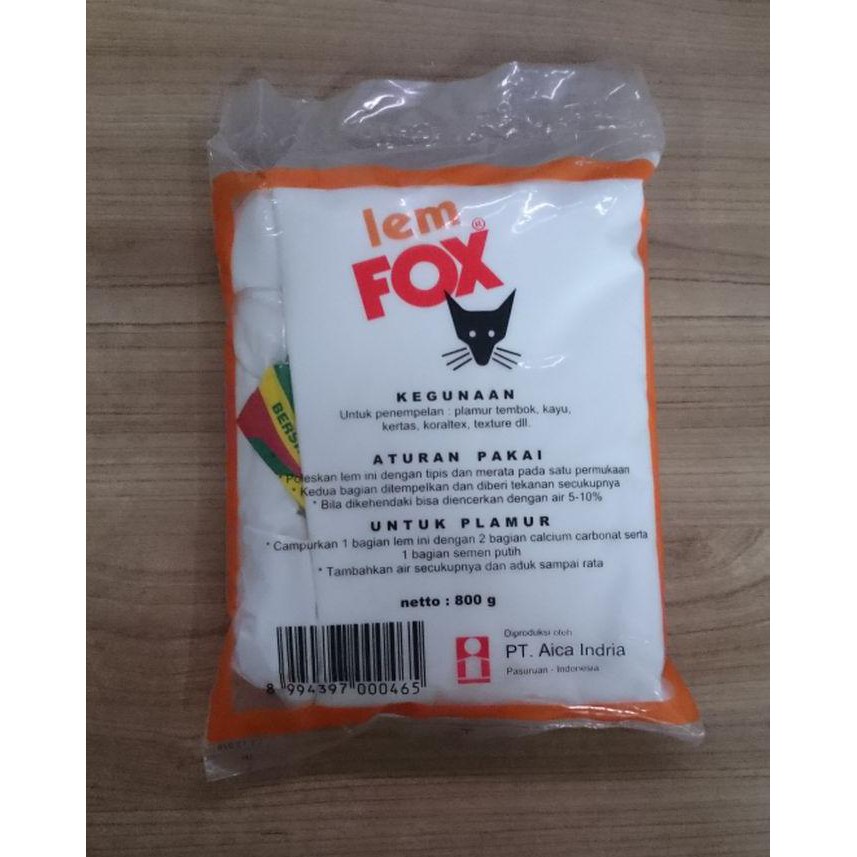 lem
FOX®
BERS
KEGUNAAN
Untuk penempelan : plamur tembok, kayu,
kertas, koraltex, texture dll.
ATURAN PAKAI
* Poleskan lem ini dengan tipis dan merata pada satu permukaan
* Kedua bagian ditempelkan dan diberi tekanan secukupnya
* Bila dikehendaki bisa diencerkan dengan air 5-10%
UNTUK PLAMUR
* Campurkan 1 bagian lem ini dengan 2 bagian calcium carbonat serta
1 bagian semen putih
* Tambahkan air secukupnya dan aduk sampai rata
netto : 800 g
8 994397 000465
Diproduksi oleh
PT. Aica Indria
Pasuruan - Indonesia